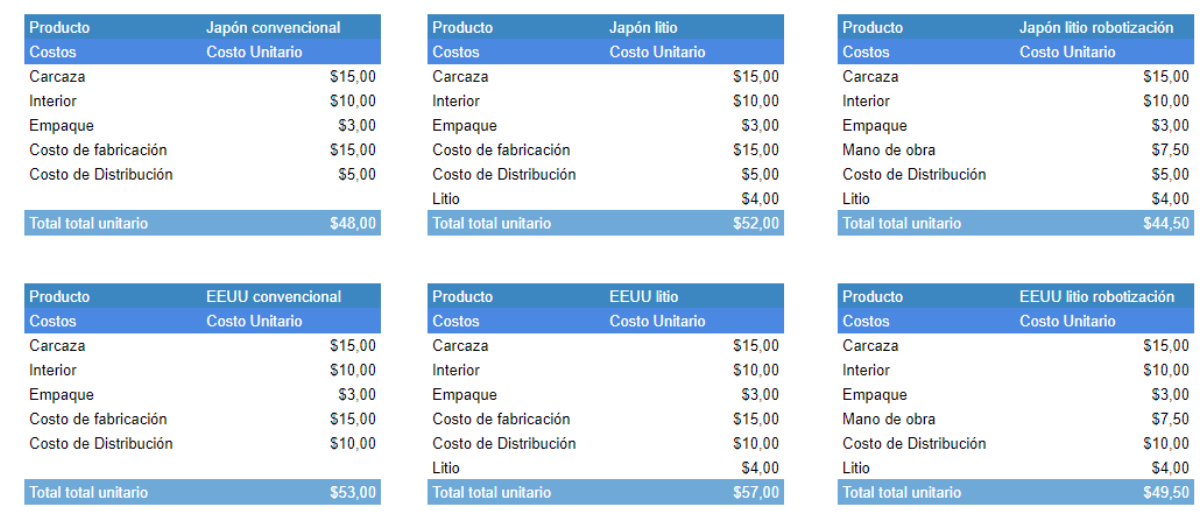 Producto Japón convencional
Costos Costo Unitario
Carcaza $15,00
Interior $10,00
Empaque $3,00
Costo de fabricación $15,00
Costo de Distribución $5,00
Total total unitario $48,00
Producto Japón litio
Costos Costo Unitario
Carcaza $15,00
Interior $10,00
Empaque $3,00
Costo de fabricación $15,00
Costo de Distribución $5,00
Litio $4,00
Total total unitario $52,00
Producto Japón litio robotización
Costos Costo Unitario
Carcaza $15,00
Interior $10,00
Empaque $3,00
Mano de obra $7,50
Costo de Distribución $5,00
Litio $4,00
Total total unitario $44,50
Producto EEUU convencional
Costos Costo Unitario
Carcaza $15,00
Interior $10,00
Empaque $3,00
Costo de fabricación $15,00
Costo de Distribución $10,00
Total total unitario $53,00
Producto EEUU litio
Costos Costo Unitario
Carcaza $15,00
Interior $10,00
Empaque $3,00
Costo de fabricación $15,00
Costo de Distribución $10,00
Litio $4,00
Total total unitario $57,00
Producto EEUU litio robotización
Costos Costo Unitario
Carcaza $15,00
Interior $10,00
Empaque $3,00
Mano de obra $7,50
Costo de Distribución $10,00
Litio $4,00
Total total unitario $49,50